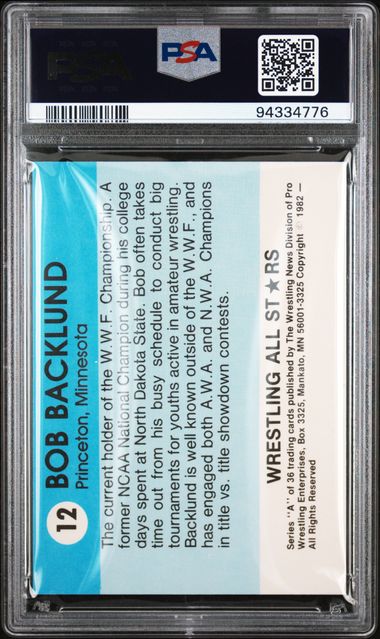 PSA
PSA
94334776
12
BOB BACKLUND
Princeton, Minnesota
The current holder of the W.W.F. Championship. A
former NCAA National Champion during his college
days spent at North Dakota State. Bob often takes
time out from his busy schedule to conduct big
tournaments for youths active in amateur wrestling.
Backlund is well known outside of the W.W.F., and
has engaged both A.W.A. and N.W.A. Champions
in title vs. title showdown contests.
WRESTLING ALL ST★RS
Series "A" of 36 trading cards published by The Wrestling News Division of Pro
Wrestling Enterprises, Box 3325, Mankato, MN 56001-3325 Copyright © 1982 —
All Rights Reserved